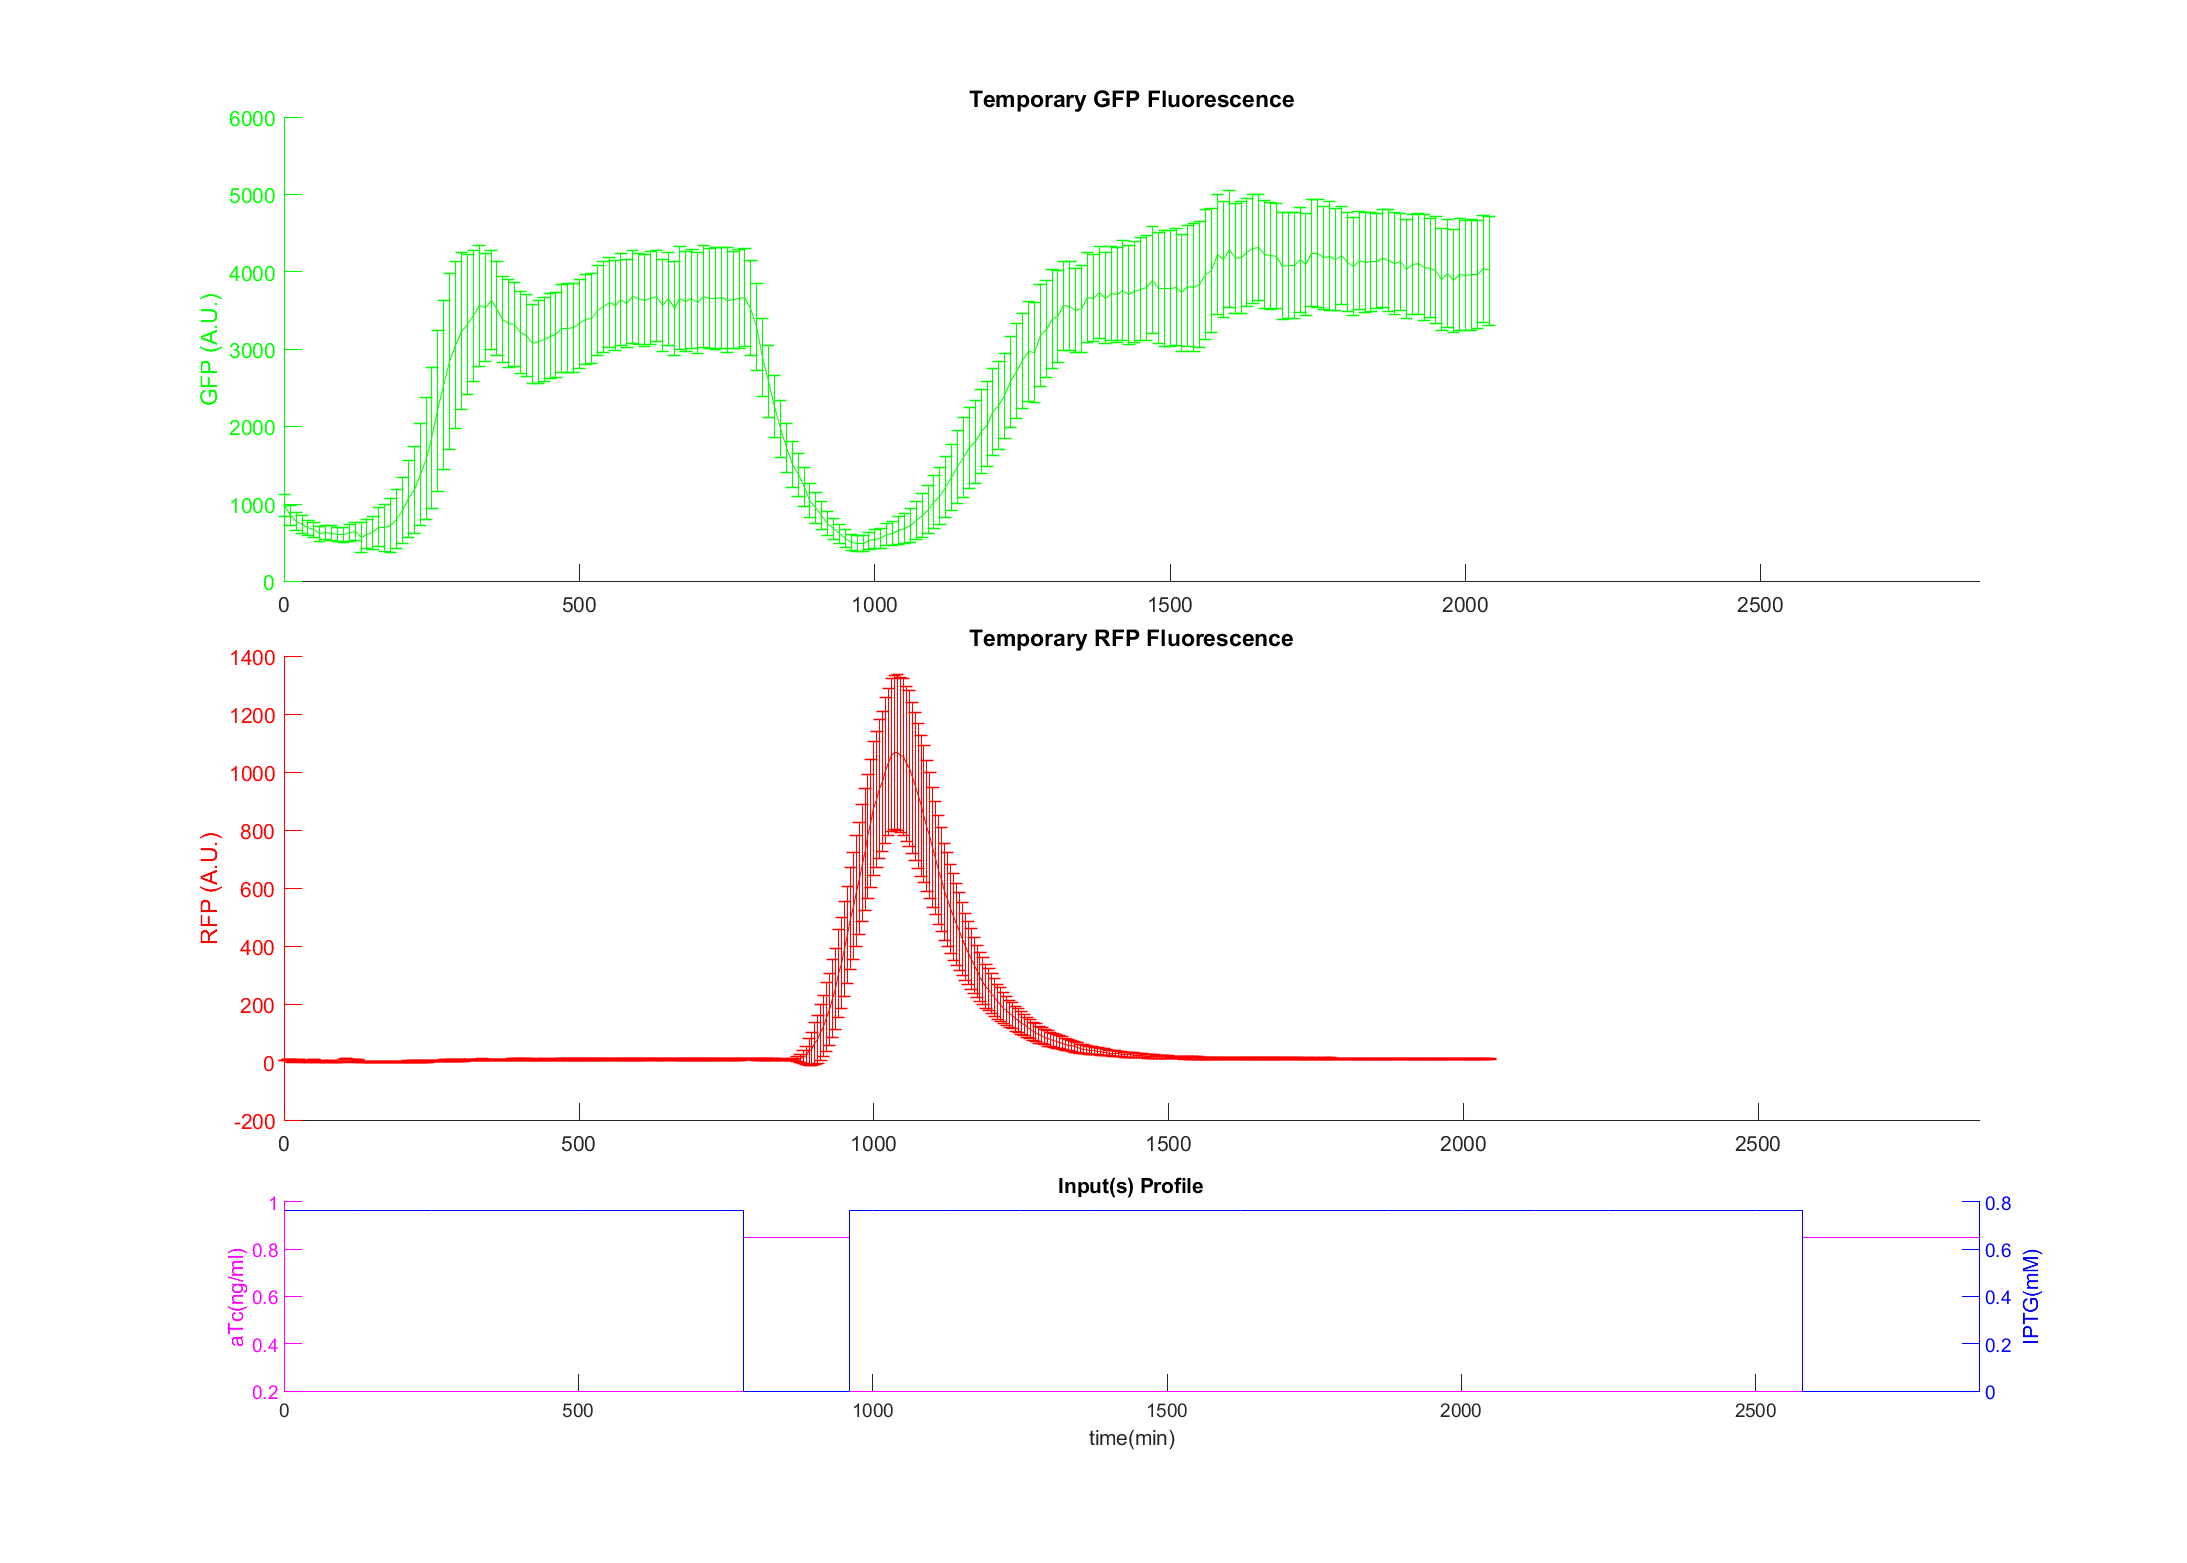 Temporary GFP Fluorescence
6000
5000
4000
3000
2000
1000
0
GFP (A.U.)
0 500 1000 1500 2000 2500
Temporary RFP Fluorescence
1400
1200
1000
800
600
400
200
0
-200
RFP (A.U.)
0 500 1000 1500 2000 2500
Input(s) Profile
1
0.8
0.6
0.4
0.2
aTc(ng/ml)
0.8
0.6
0.4
0.2
0
IPTG(mM)
0 500 1000 1500 2000 2500
time(min)